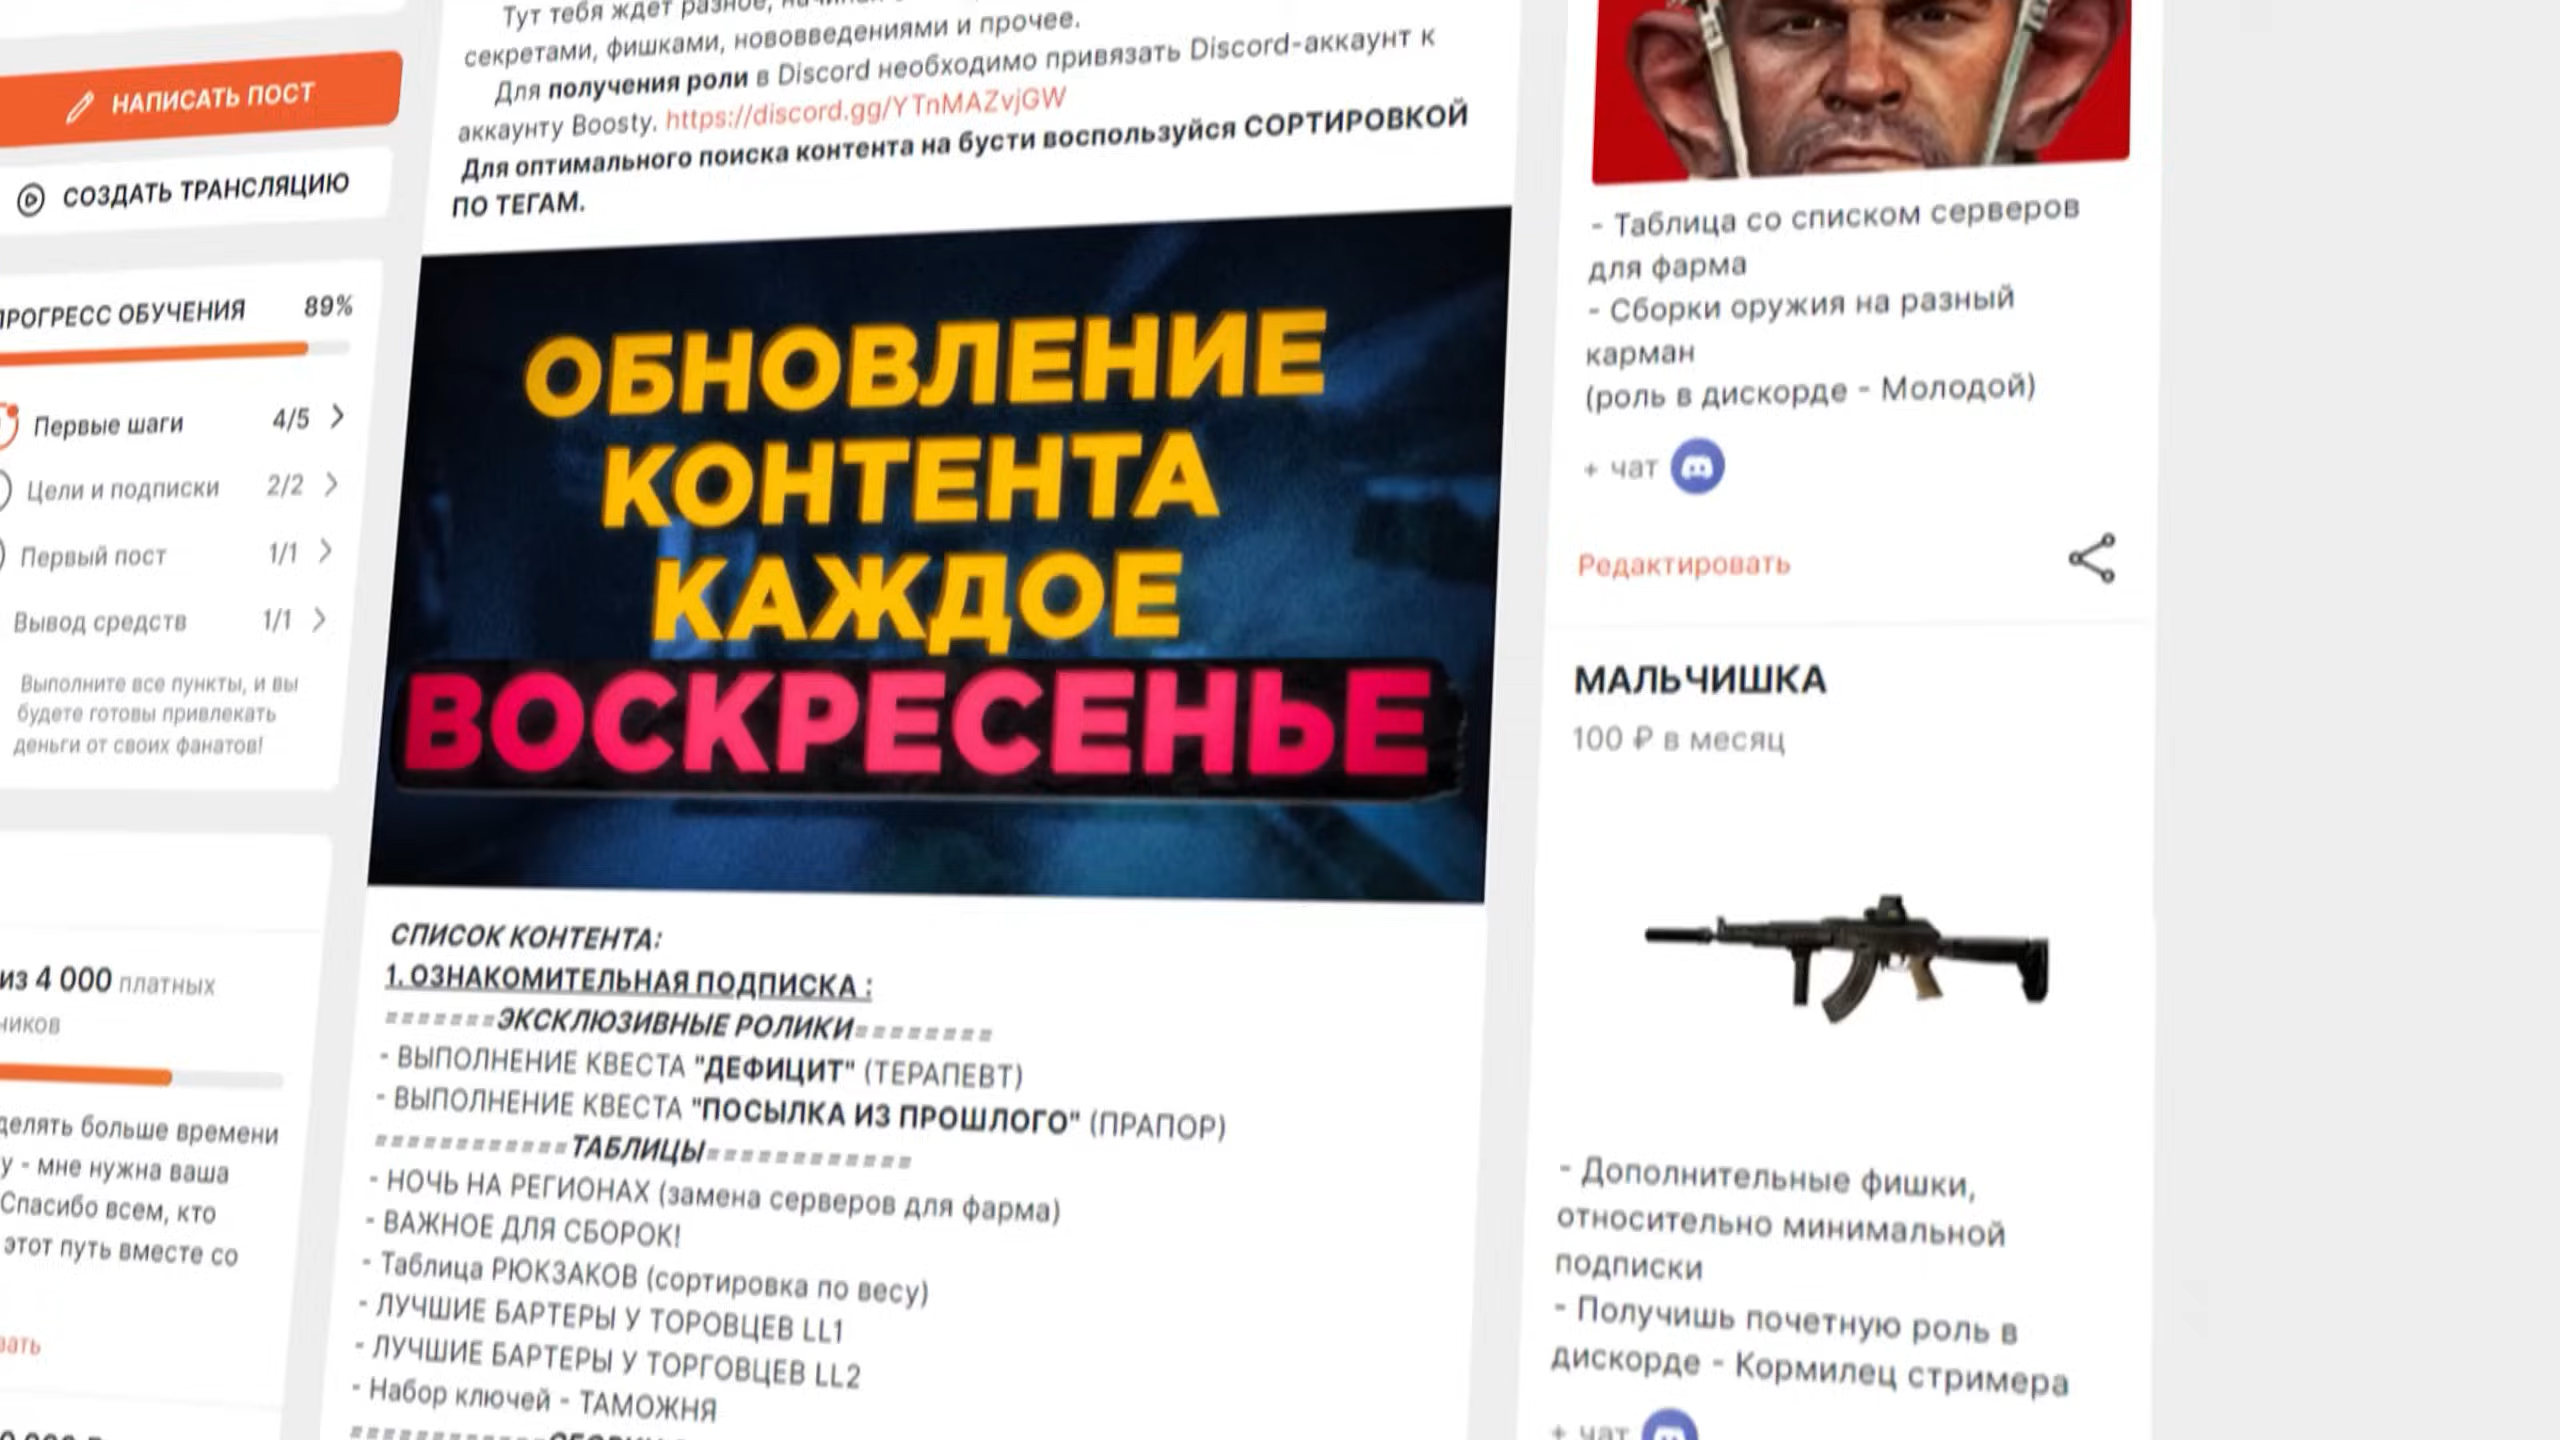 НАПИСАТЬ ПОСТ
СОЗДАТЬ ТРАНСЛЯЦИЮ
ПРОГРЕСС ОБУЧЕНИЯ 89%
Первые шаги 4/5
Цели и подписки 2/2
Первый пост 1/1
Вывод средств 1/1
Выполните все пункты, и вы
будете готовы привлекать
деньги от своих фанатов!
из 4 000 платных
делять больше времени
у - мне нужна ваша
Спасибо всем, кто
этот путь вместе со
Тут тебя ждет разное,
секретами, фишками, нововведениями и прочее.
Для получения роли в Discord необходимо привязать Discord-аккаунт к
аккаунту Boosty. https://discord.gg/YTnMAZvjGW
Для оптимального поиска контента на бусти воспользуйся СОРТИРОВКОЙ
ПО ТЕГАМ.
ОБНОВЛЕНИЕ
КОНТЕНТА
КАЖДОЕ
ВОСКРЕСЕНЬЕ
СПИСОК КОНТЕНТА:
1. ОЗНАКОМИТЕЛЬНАЯ ПОДПИСКА :
=======ЭКСКЛЮЗИВНЫЕ РОЛИКИ========
- ВЫПОЛНЕНИЕ КВЕСТА "ДЕФИЦИТ" (ТЕРАПЕВТ)
- ВЫПОЛНЕНИЕ КВЕСТА "ПОСЫЛКА ИЗ ПРОШЛОГО" (ПРАПОР)
============ТАБЛИЦЫ============
- НОЧЬ НА РЕГИОНАХ (замена серверов для фарма)
- ВАЖНОЕ ДЛЯ СБОРОК!
- Таблица РЮКЗАКОВ (сортировка по весу)
- ЛУЧШИЕ БАРТЕРЫ У ТОРОВЦЕВ LL1
- ЛУЧШИЕ БАРТЕРЫ У ТОРГОВЦЕВ LL2
- Набор ключей - ТАМОЖНЯ
- Таблица со списком серверов
для фарма
- Сборки оружия на разный
карман
(роль в дискорде - Молодой)
+ чат
Редактировать
МАЛЬЧИШКА
100 ₽ в месяц
- Дополнительные фишки,
относительно минимальной
подписки
- Получишь почетную роль в
дискорде - Кормилец стримера
+ чат